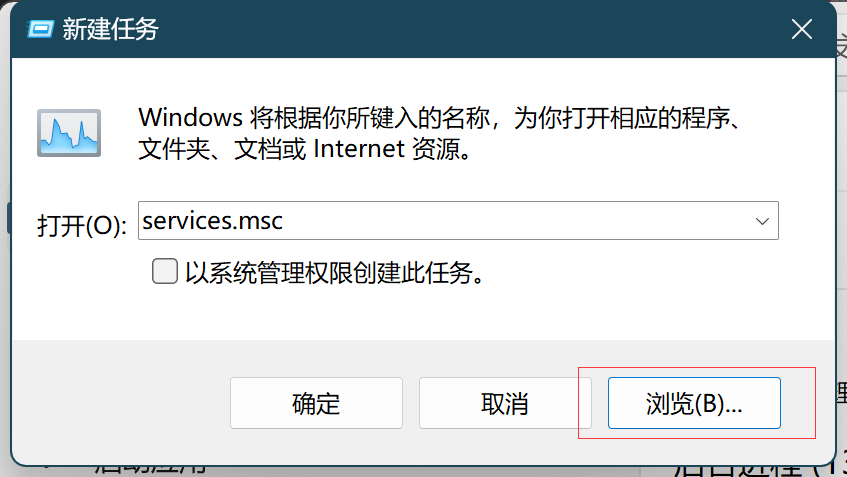 新建任务
Windows 将根据你所键入的名称，为你打开相应的程序、
文件夹、文档或 Internet 资源。
打开(O):
services.msc
以系统管理权限创建此任务。
确定
取消
浏览(B)...